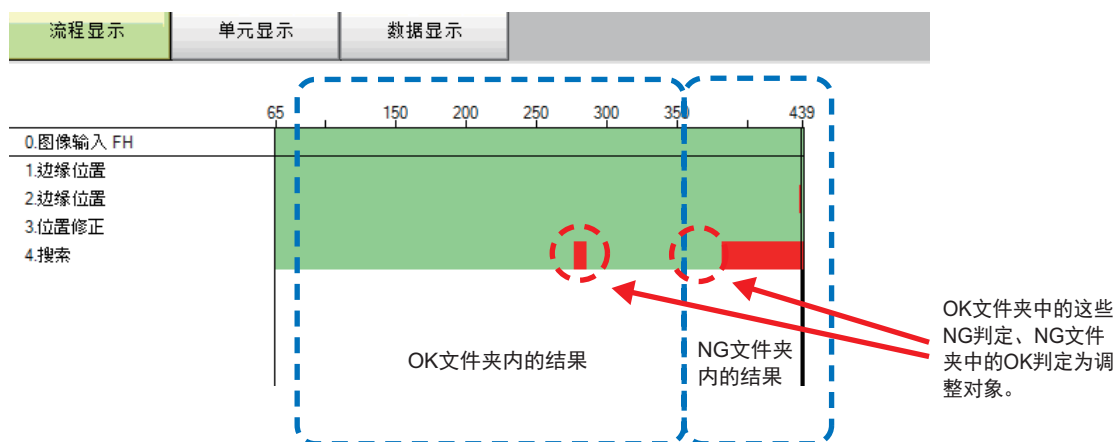 流程显示 单元显示 数据显示
65 150 200 250 300 350 439
0.图像输入 FH
1.边缘位置
2.边缘位置
3.位置修正
4.搜索
OK文件夹内的结果
NG文件夹
内的结果
OK文件夹中的这些
NG判定、NG文件
夹中的OK判定为调
整对象。